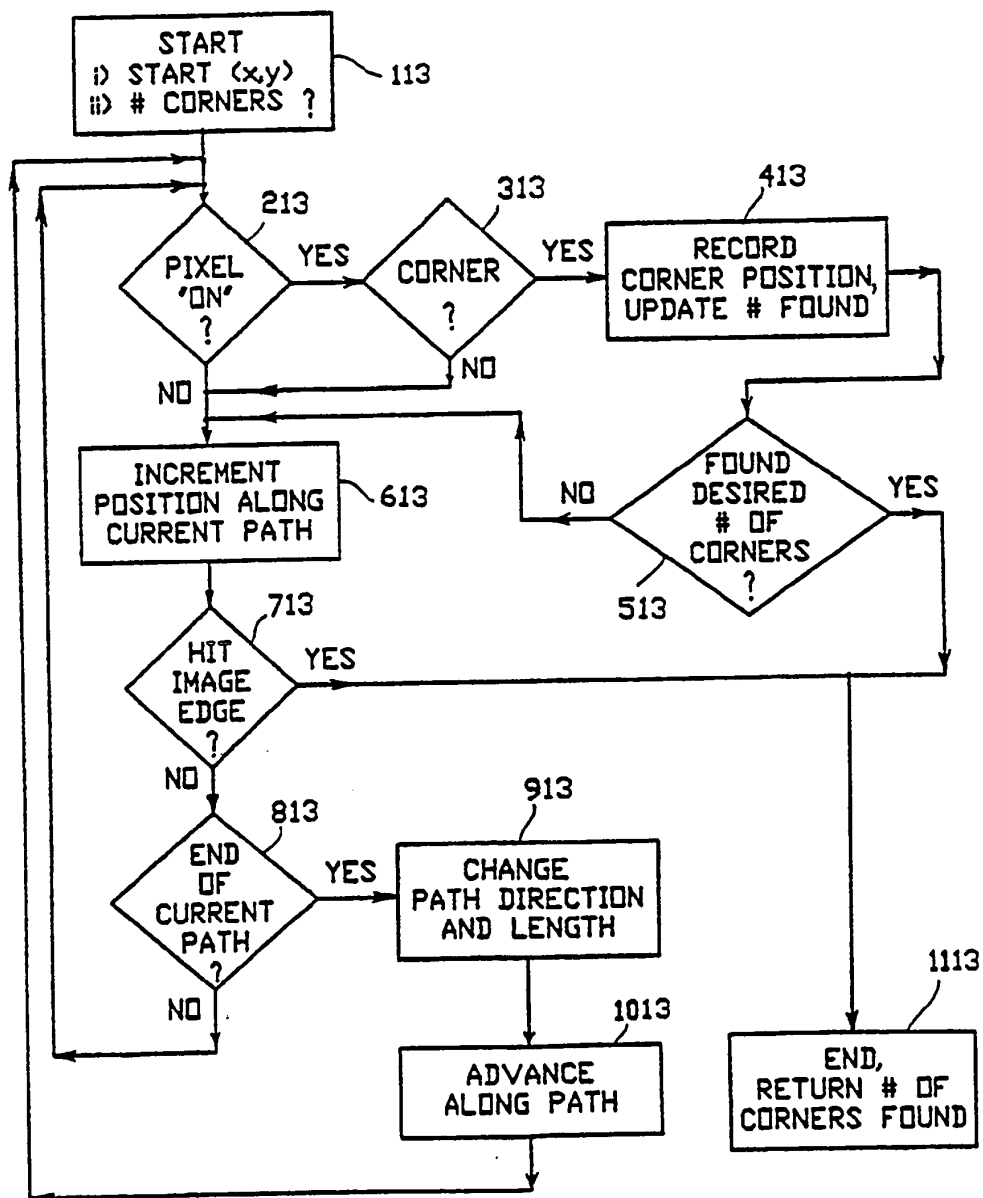 START
i) START (x,y)
ii) # CORNERS ?
113
213
PIXEL
"ON"
?
YES
NO
313
CORNER
?
YES
NO
413
RECORD
CORNER POSITION,
UPDATE # FOUND
FOUND
DESIRED
# OF
CORNERS
?
NO
YES
513
INCREMENT
POSITION ALONG
CURRENT PATH
613
713
HIT
IMAGE
EDGE
?
YES
NO
813
END
OF
CURRENT
PATH
?
YES
NO
913
CHANGE
PATH DIRECTION
AND LENGTH
1013
ADVANCE
ALONG PATH
1113
END,
RETURN # OF
CORNERS FOUND